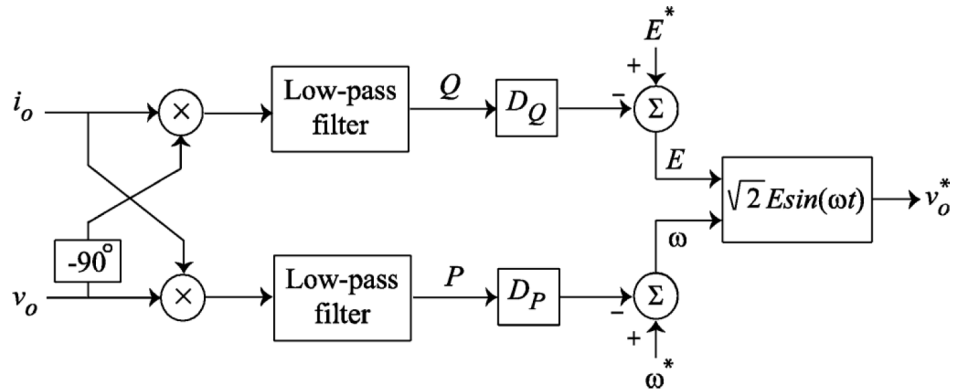 E*
+
i_o
×
Low-pass
filter
Q
D_Q
-
Σ
E
-90°
√2 Esin(ωt)
v_o*
ω
v_o
×
Low-pass
filter
P
D_P
-
Σ
+
ω*